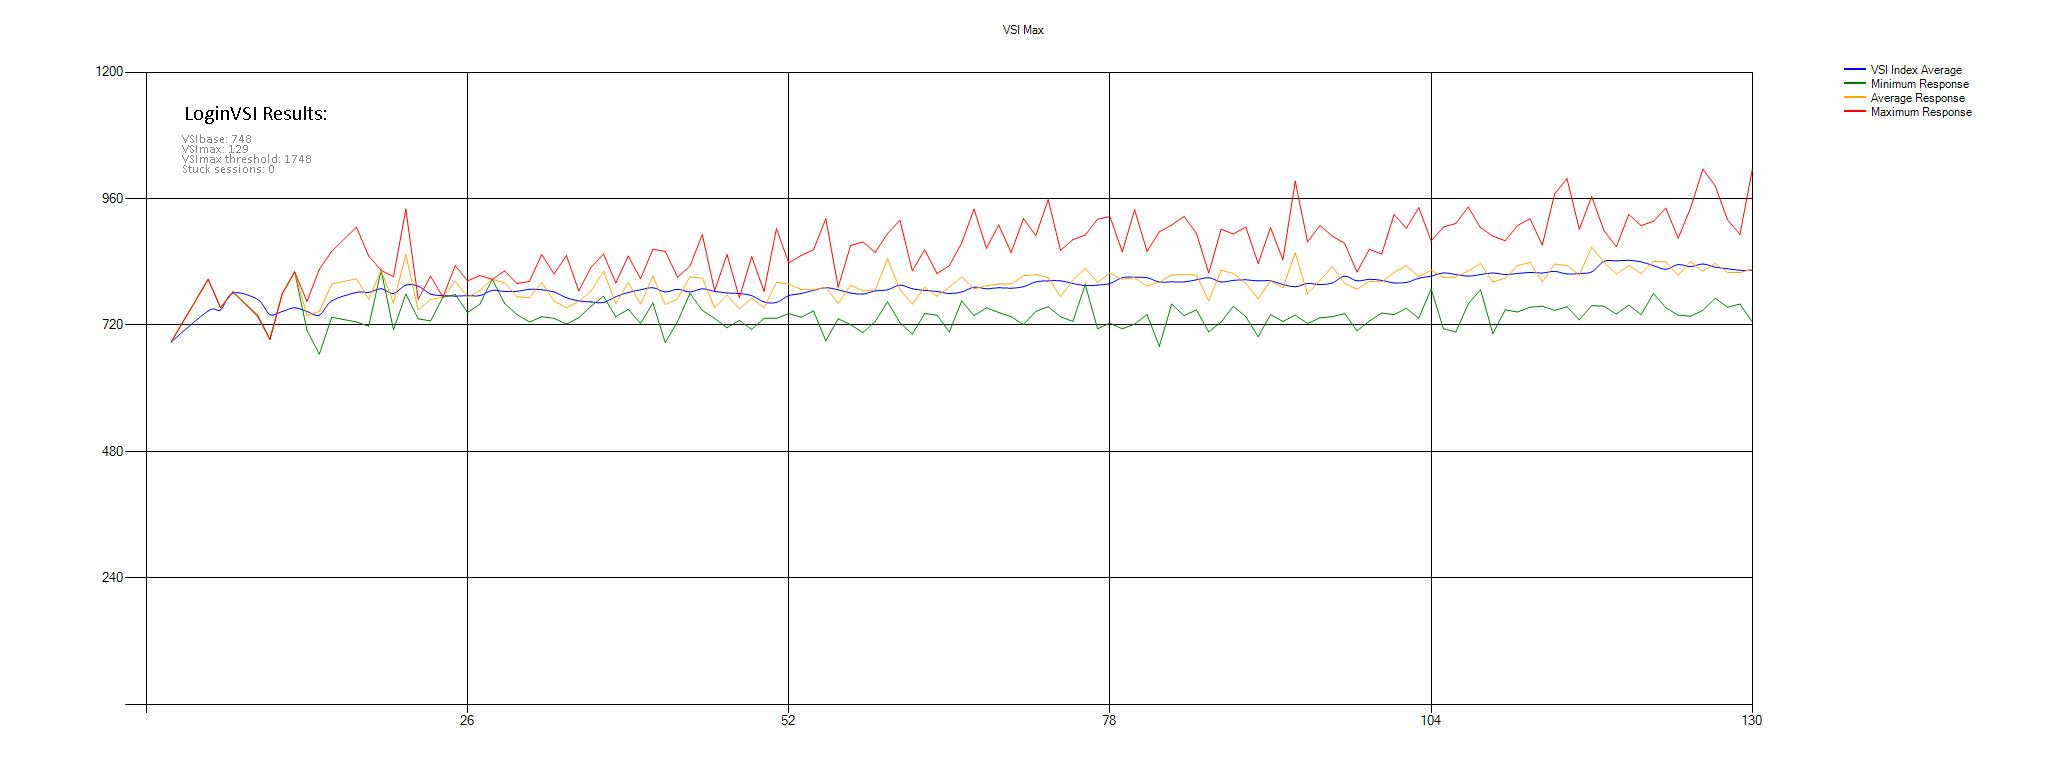 VSI Max
1200
960
720
480
240
26
52
78
104
130
LoginVSI Results:
VSIbase: 748
VSImax: 129
VSImax threshold: 1748
Stuck sessions: 0
VSI Index Average
Minimum Response
Average Response
Maximum Response